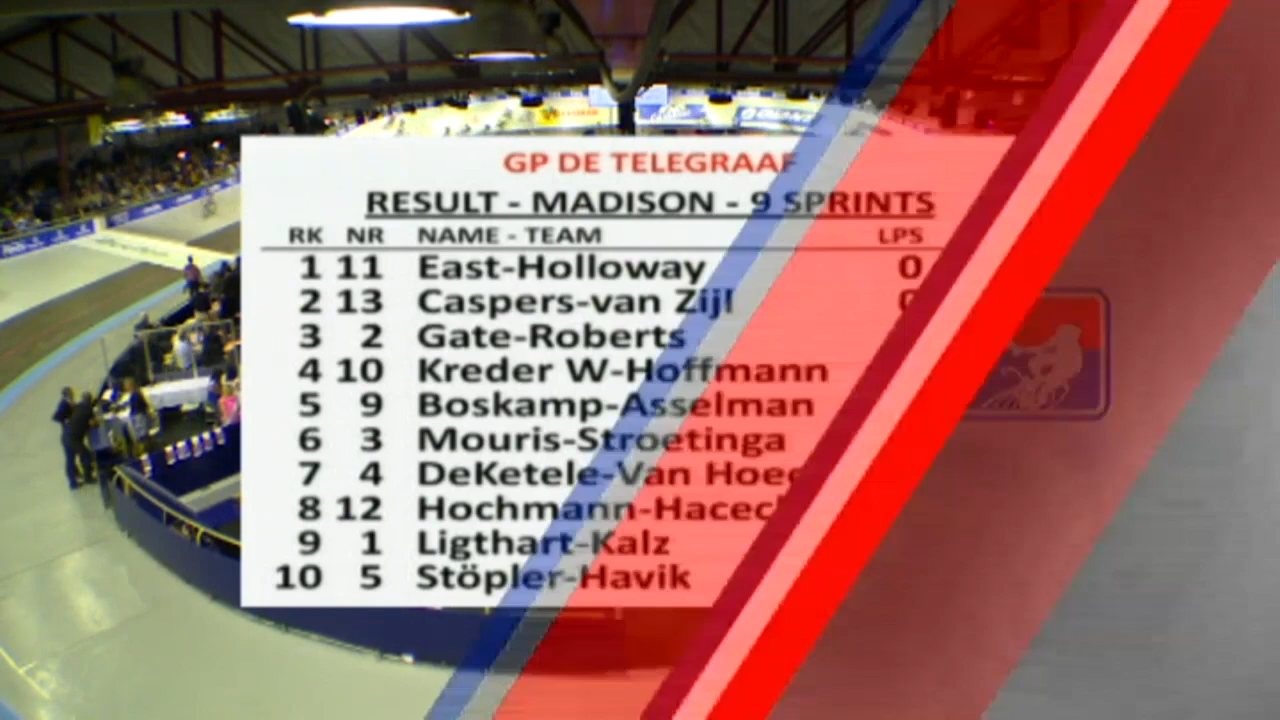 GP DE TELEGRAAF
RESULT - MADISON - 9 SPRINTS
RK NR NAME - TEAM LPS
1 11 East-Holloway 0
2 13 Caspers-van Zijl 0
3 2 Gate-Roberts
4 10 Kreder W-Hoffmann
5 9 Boskamp-Asselman
6 3 Mouris-Stroetinga
7 4 DeKetele-Van
8 12
9 1 Ligthart-Kalz
10 5 Stöpler-Havik